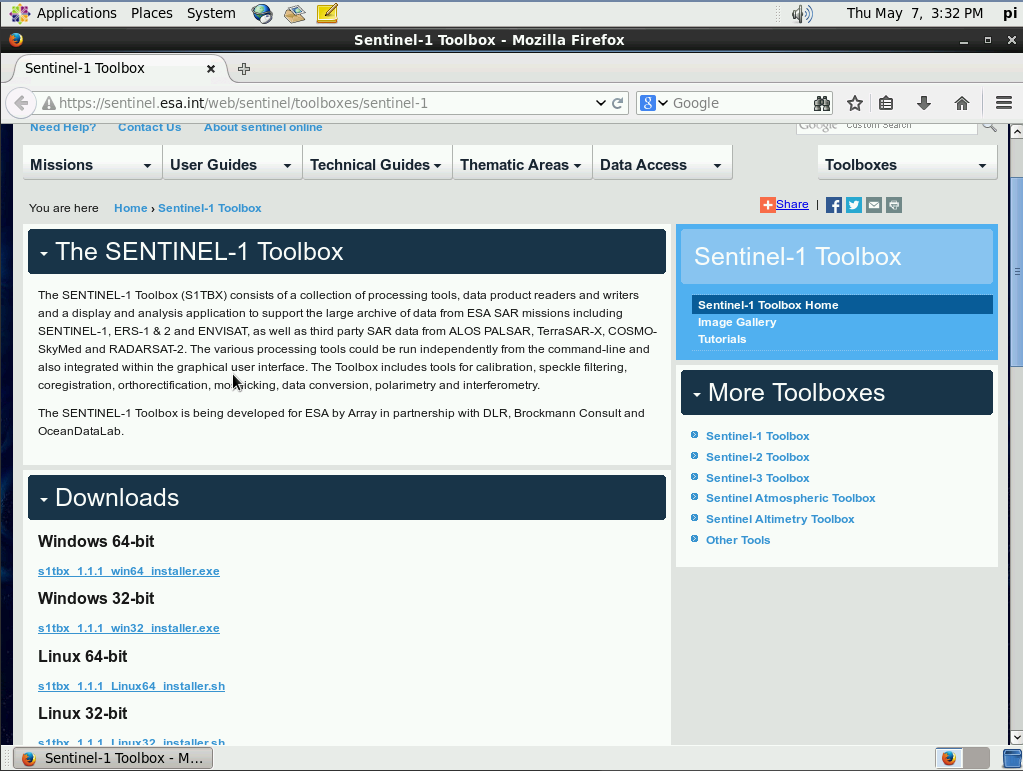 Applications Places System Thu May 7, 3:32 PM pi
Sentinel-1 Toolbox - Mozilla Firefox
Sentinel-1 Toolbox
https://sentinel.esa.int/web/sentinel/toolboxes/sentinel-1 Google
Need Help? Contact Us About sentinel online Google Custom Search
Missions User Guides Technical Guides Thematic Areas Data Access Toolboxes
You are here Home › Sentinel-1 Toolbox Share |
The SENTINEL-1 Toolbox
The SENTINEL-1 Toolbox (S1TBX) consists of a collection of processing tools, data product readers and writers
and a display and analysis application to support the large archive of data from ESA SAR missions including
SENTINEL-1, ERS-1 & 2 and ENVISAT, as well as third party SAR data from ALOS PALSAR, TerraSAR-X, COSMO-
SkyMed and RADARSAT-2. The various processing tools could be run independently from the command-line and
also integrated within the graphical user interface. The Toolbox includes tools for calibration, speckle filtering,
coregistration, orthorectification, mosaicking, data conversion, polarimetry and interferometry.
The SENTINEL-1 Toolbox is being developed for ESA by Array in partnership with DLR, Brockmann Consult and
OceanDataLab.
Downloads
Windows 64-bit
s1tbx_1.1.1_win64_installer.exe
Windows 32-bit
s1tbx_1.1.1_win32_installer.exe
Linux 64-bit
s1tbx_1.1.1_Linux64_installer.sh
Linux 32-bit
s1tbx_1.1.1_Linux32_installer.sh
Sentinel-1 Toolbox
Sentinel-1 Toolbox Home
Image Gallery
Tutorials
More Toolboxes
Sentinel-1 Toolbox
Sentinel-2 Toolbox
Sentinel-3 Toolbox
Sentinel Atmospheric Toolbox
Sentinel Altimetry Toolbox
Other Tools
Sentinel-1 Toolbox - M...